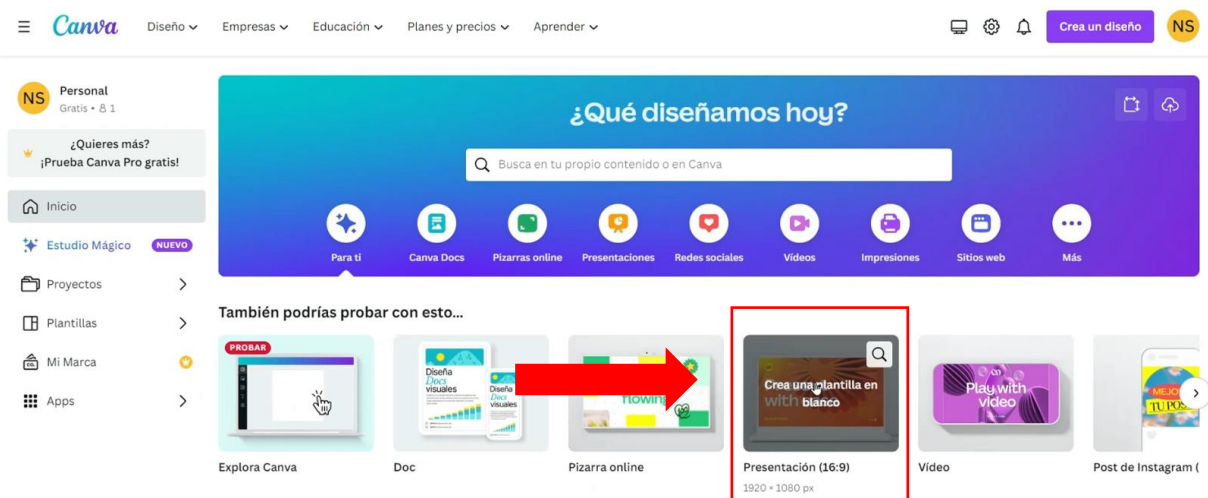 Canva
Diseño
Empresas
Educación
Planes y precios
Aprender
Crea un diseño
NS
NS
Personal
Gratis • 1
¿Quieres más?
¡Prueba Canva Pro gratis!
Inicio
Estudio Mágico
NUEVO
Proyectos
Plantillas
Mi Marca
Apps
¿Qué diseñamos hoy?
Busca en tu propio contenido o en Canva
Para ti
Canva Docs
Pizarras online
Presentaciones
Redes sociales
Vídeos
Impresiones
Sitios web
Más
También podrías probar con esto...
PROBAR
Diseña
Docs
visuales
Diseña
Docs
visuales
flowing
Crea una plantilla en
blanco
with
Play with
video
MEJO
TU POS
Explora Canva
Doc
Pizarra online
Presentación (16:9)
1920 × 1080 px
Vídeo
Post de Instagram (